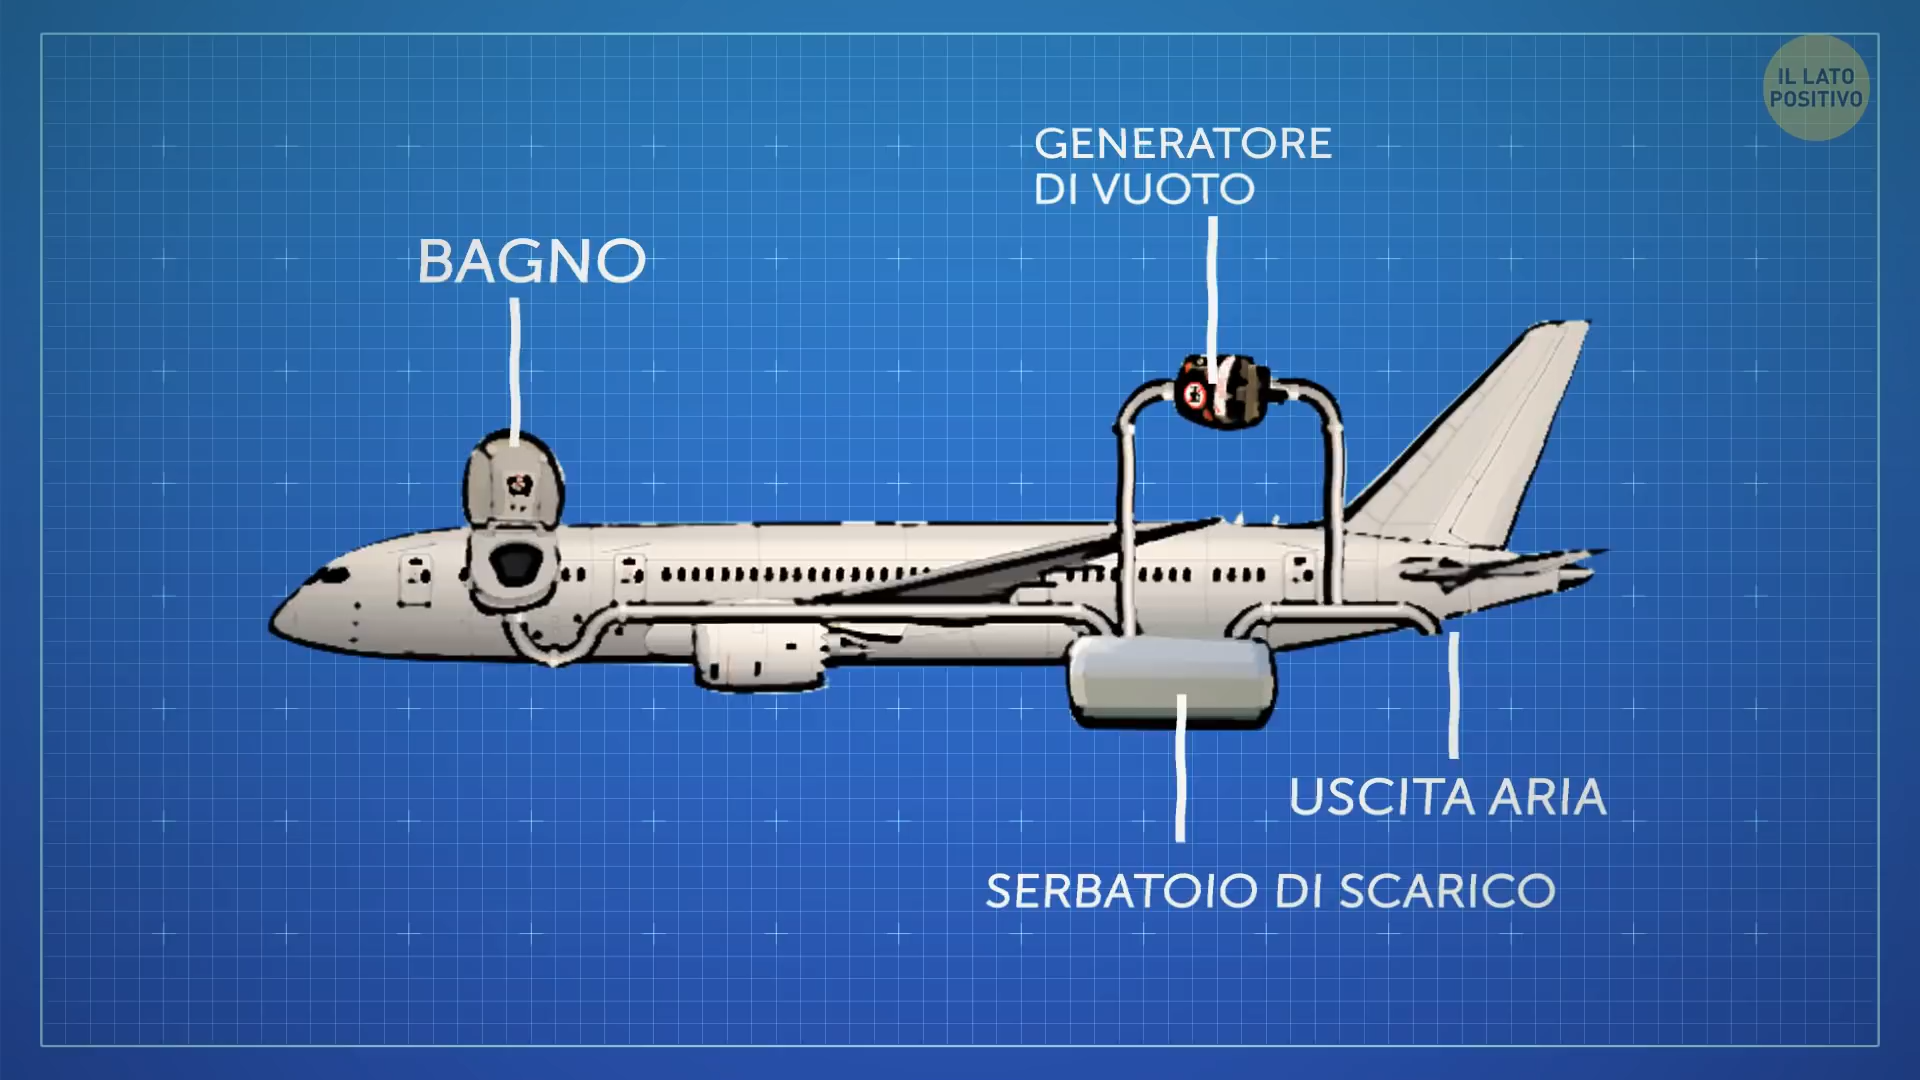 IL LATO
POSITIVO
GENERATORE
DI VUOTO
BAGNO
USCITA ARIA
SERBATOIO DI SCARICO